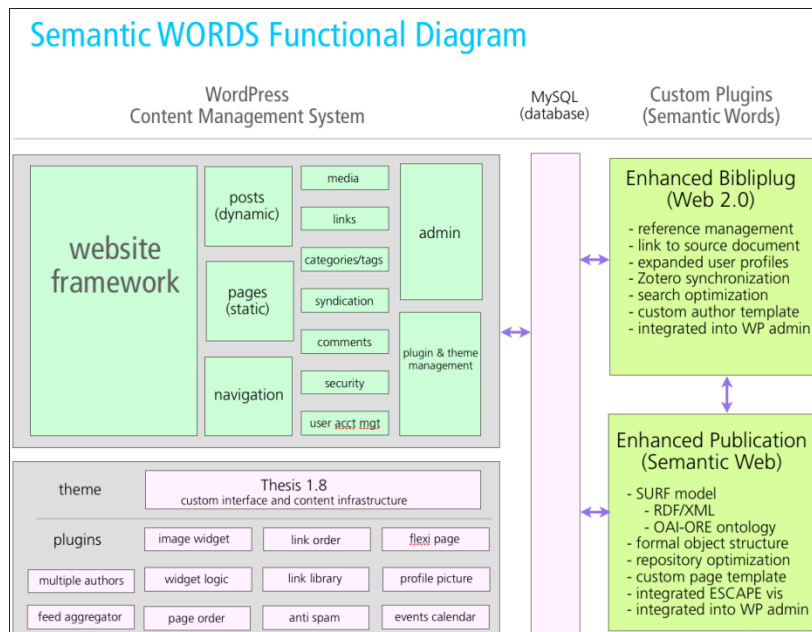 Semantic WORDS Functional Diagram
WordPress
Content Management System
MySQL
(database)
Custom Plugins
(Semantic Words)
website
framework
posts
(dynamic)
pages
(static)
navigation
media
links
categories/tags
syndication
comments
security
user acct mgt
admin
plugin & theme
management
Enhanced Bibliplug
(Web 2.0)
- reference management
- link to source document
- expanded user profiles
- Zotero synchronization
- search optimization
- custom author template
- integrated into WP admin
Enhanced Publication
(Semantic Web)
- SURF model
- RDF/XML
- OAI-ORE ontology
- formal object structure
- repository optimization
- custom page template
- integrated ESCAPE vis
- integrated into WP admin
theme
Thesis 1.8
custom interface and content infrastructure
plugins
image widget
link order
flexi page
multiple authors
widget logic
link library
profile picture
feed aggregator
page order
anti spam
events calendar